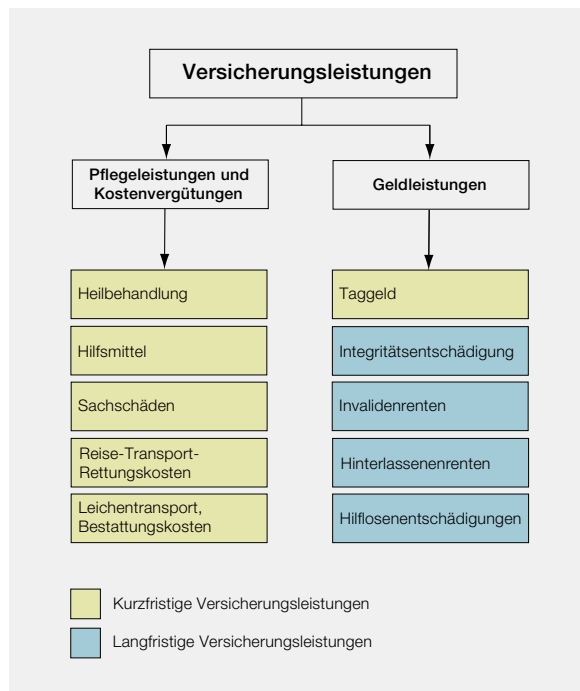 Versicherungsleistungen
Pflegeleistungen und
Kostenvergütungen
Geldleistungen
Heilbehandlung
Hilfsmittel
Sachschäden
Reise-Transport-
Rettungskosten
Leichentransport,
Bestattungskosten
Taggeld
Integritätsentschädigung
Invalidenrenten
Hinterlassenenrenten
Hilflosenentschädigungen
Kurzfristige Versicherungsleistungen
Langfristige Versicherungsleistungen